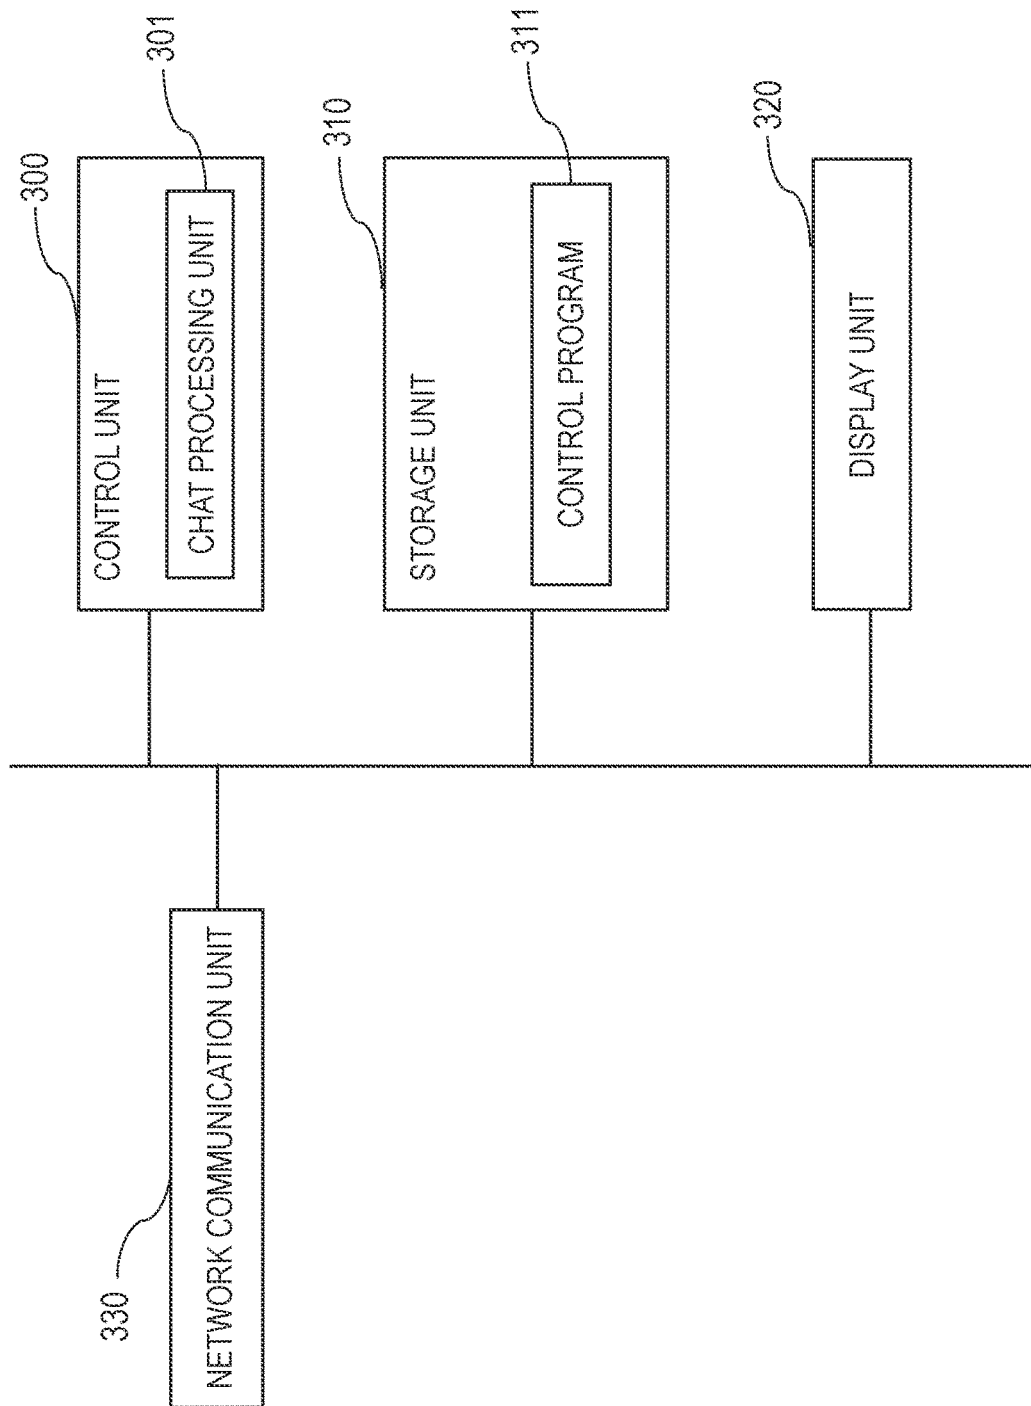 300
CONTROL UNIT
301
CHAT PROCESSING UNIT
310
STORAGE UNIT
311
CONTROL PROGRAM
320
DISPLAY UNIT
330
NETWORK COMMUNICATION UNIT